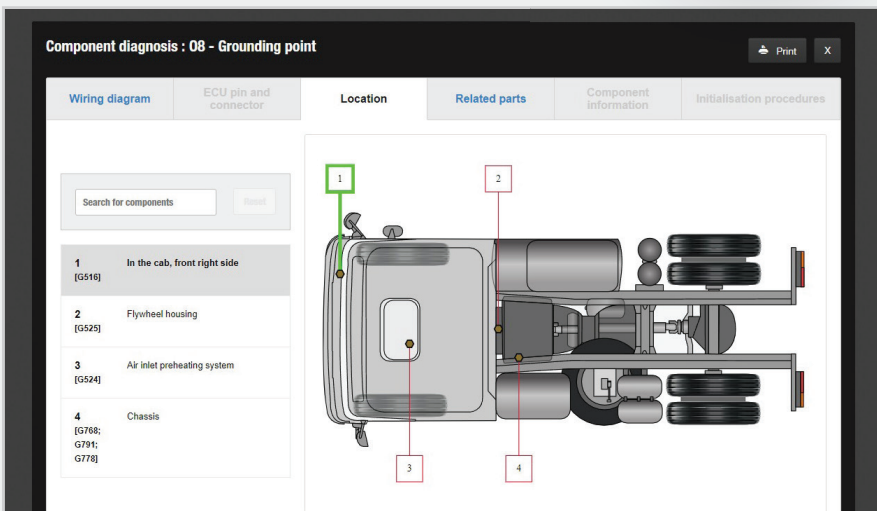 Component diagnosis : 08 - Grounding point
Print
X
Wiring diagram
ECU pin and
connector
Location
Related parts
Component
information
Initialisation procedures
Search for components
Reset
1
[G516]
In the cab, front right side
2
[G525]
Flywheel housing
3
[G524]
Air inlet preheating system
4
[G768;
G791;
G778]
Chassis
1
2
3
4